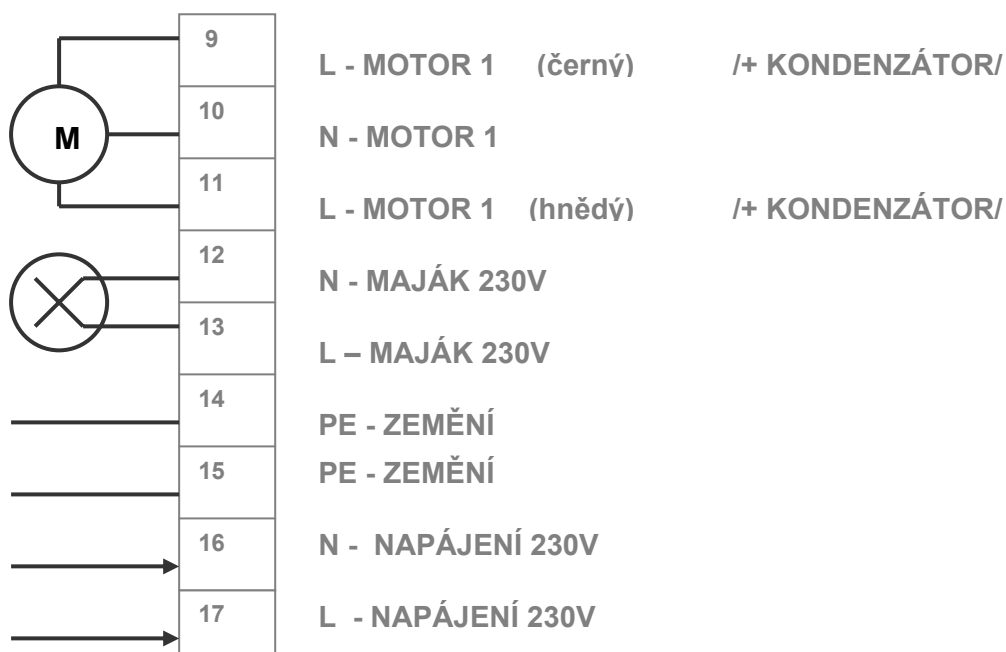 9 L - MOTOR 1 (černý) /+ KONDENZÁTOR/
M
10 N - MOTOR 1
11 L - MOTOR 1 (hnědý) /+ KONDENZÁTOR/
12 N - MAJÁK 230V
13 L – MAJÁK 230V
14 PE - ZEMĚNÍ
15 PE - ZEMĚNÍ
16 N - NAPÁJENÍ 230V
17 L - NAPÁJENÍ 230V